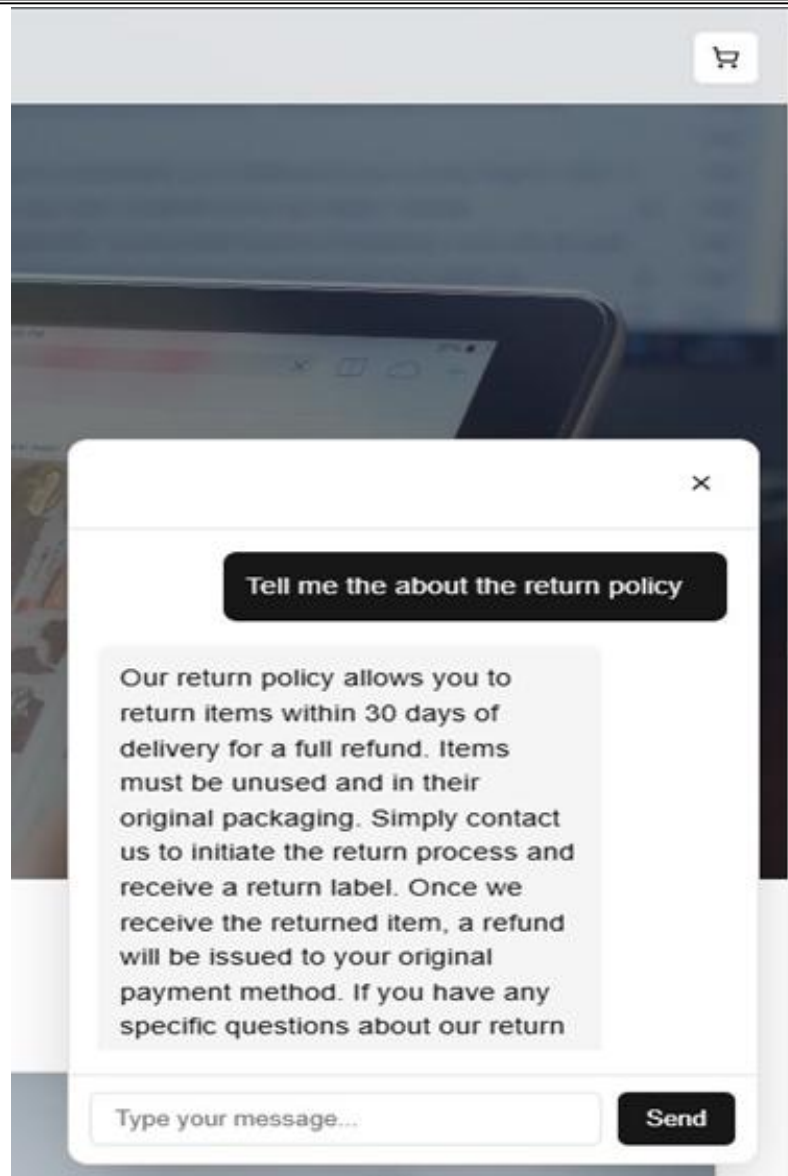 Tell me the about the return policy
Our return policy allows you to
return items within 30 days of
delivery for a full refund. Items
must be unused and in their
original packaging. Simply contact
us to initiate the return process and
receive a return label. Once we
receive the returned item, a refund
will be issued to your original
payment method. If you have any
specific questions about our return
Type your message...
Send